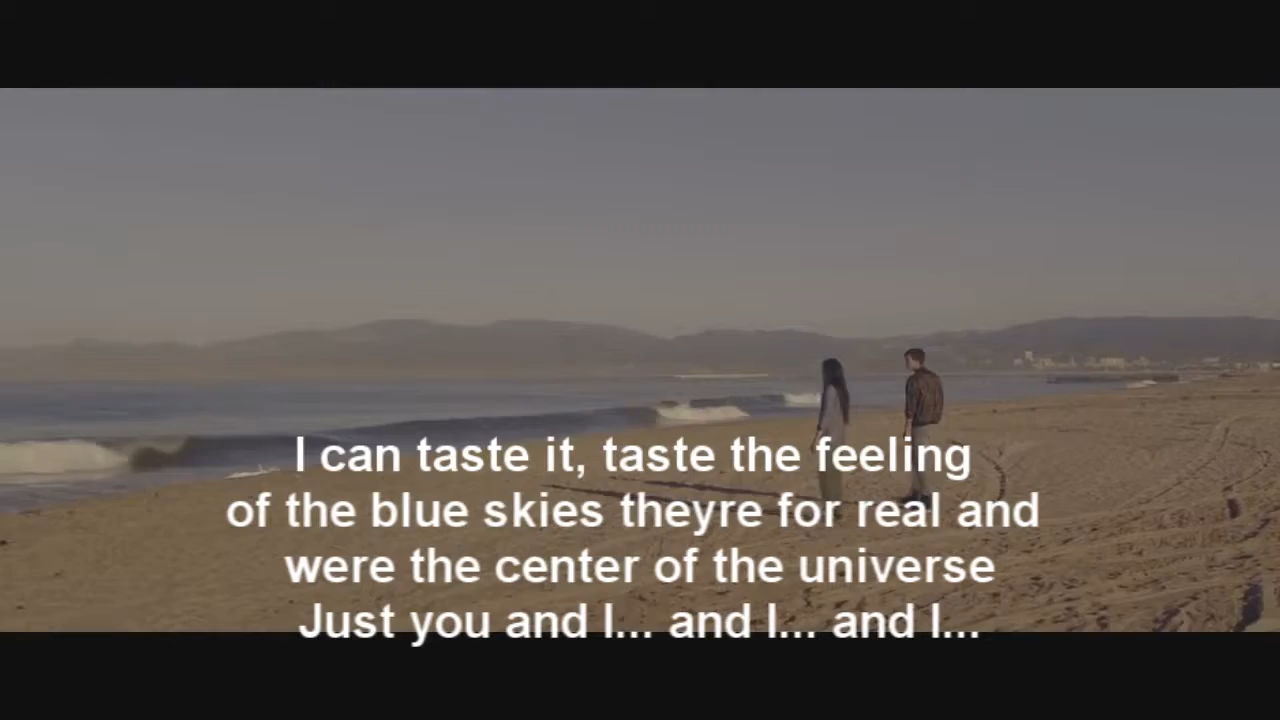 I can taste it, taste the feeling
of the blue skies theyre for real and
were the center of the universe
Just you and I... and I... and I...